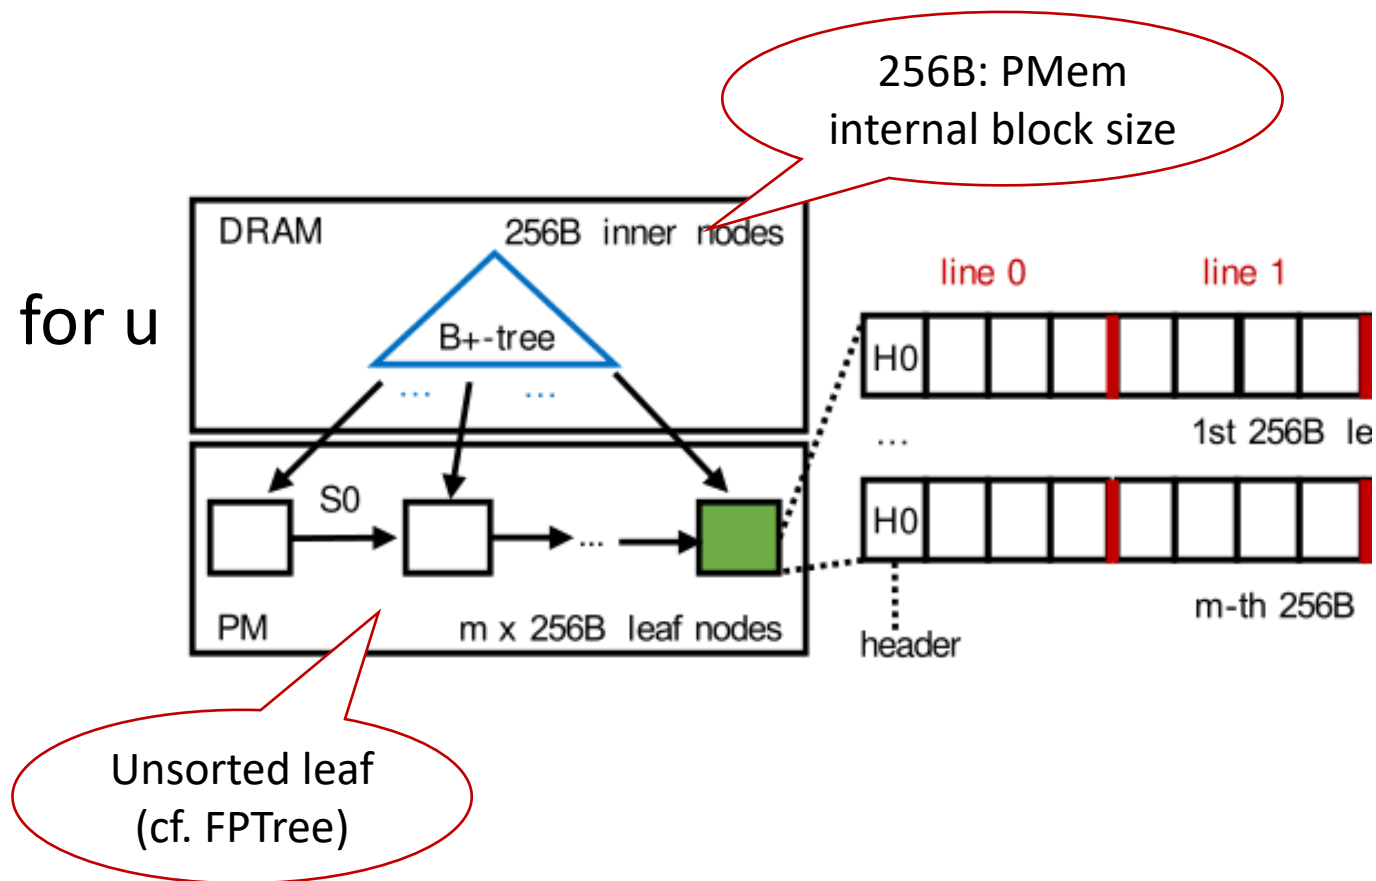 256B: PMem
internal block size
DRAM
256B inner nodes
line 0
line 1
for u
B+-tree
...
...
H0
...
1st 256B le
S0
...
H0
PM
m x 256B leaf nodes
m-th 256B
header
Unsorted leaf
(cf. FPTree)